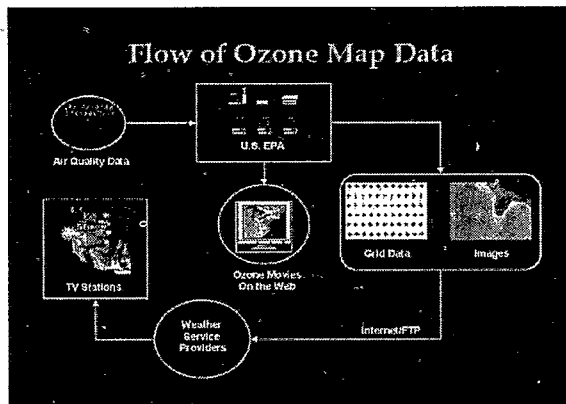 Flow of Ozone Map Data
U.S. EPA
Air Quality Data
Grid Data
Images
TV Stations
Ozone Movies
On the Web
Weather
Service
Providers
Internet/FTP